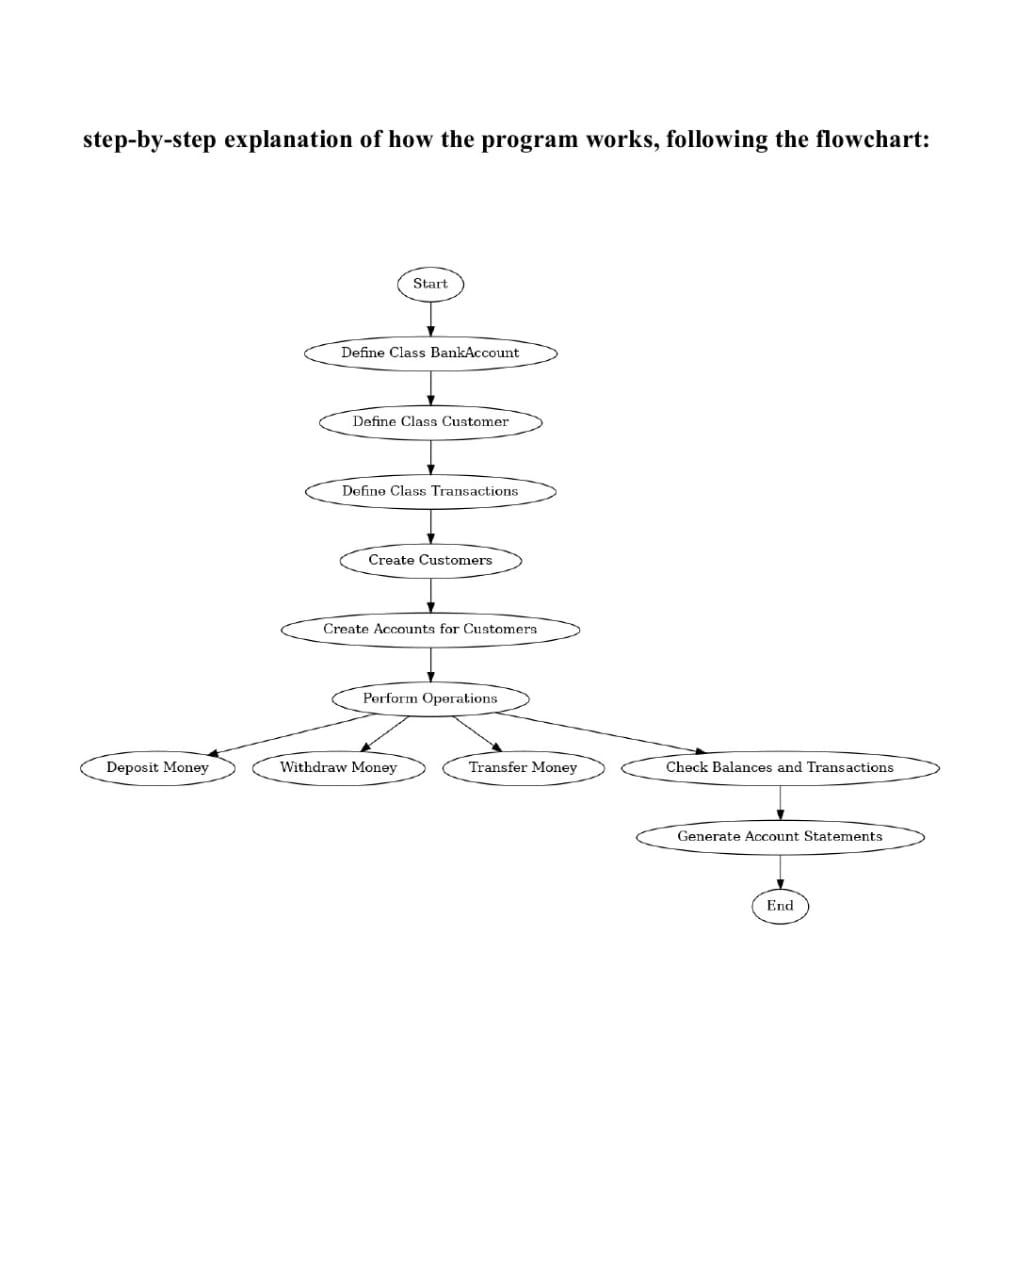 step-by-step explanation of how the program works, following the flowchart:
Start
Define Class BankAccount
Define Class Customer
Define Class Transactions
Create Customers
Create Accounts for Customers
Perform Operations
Deposit Money
Withdraw Money
Transfer Money
Check Balances and Transactions
Generate Account Statements
End